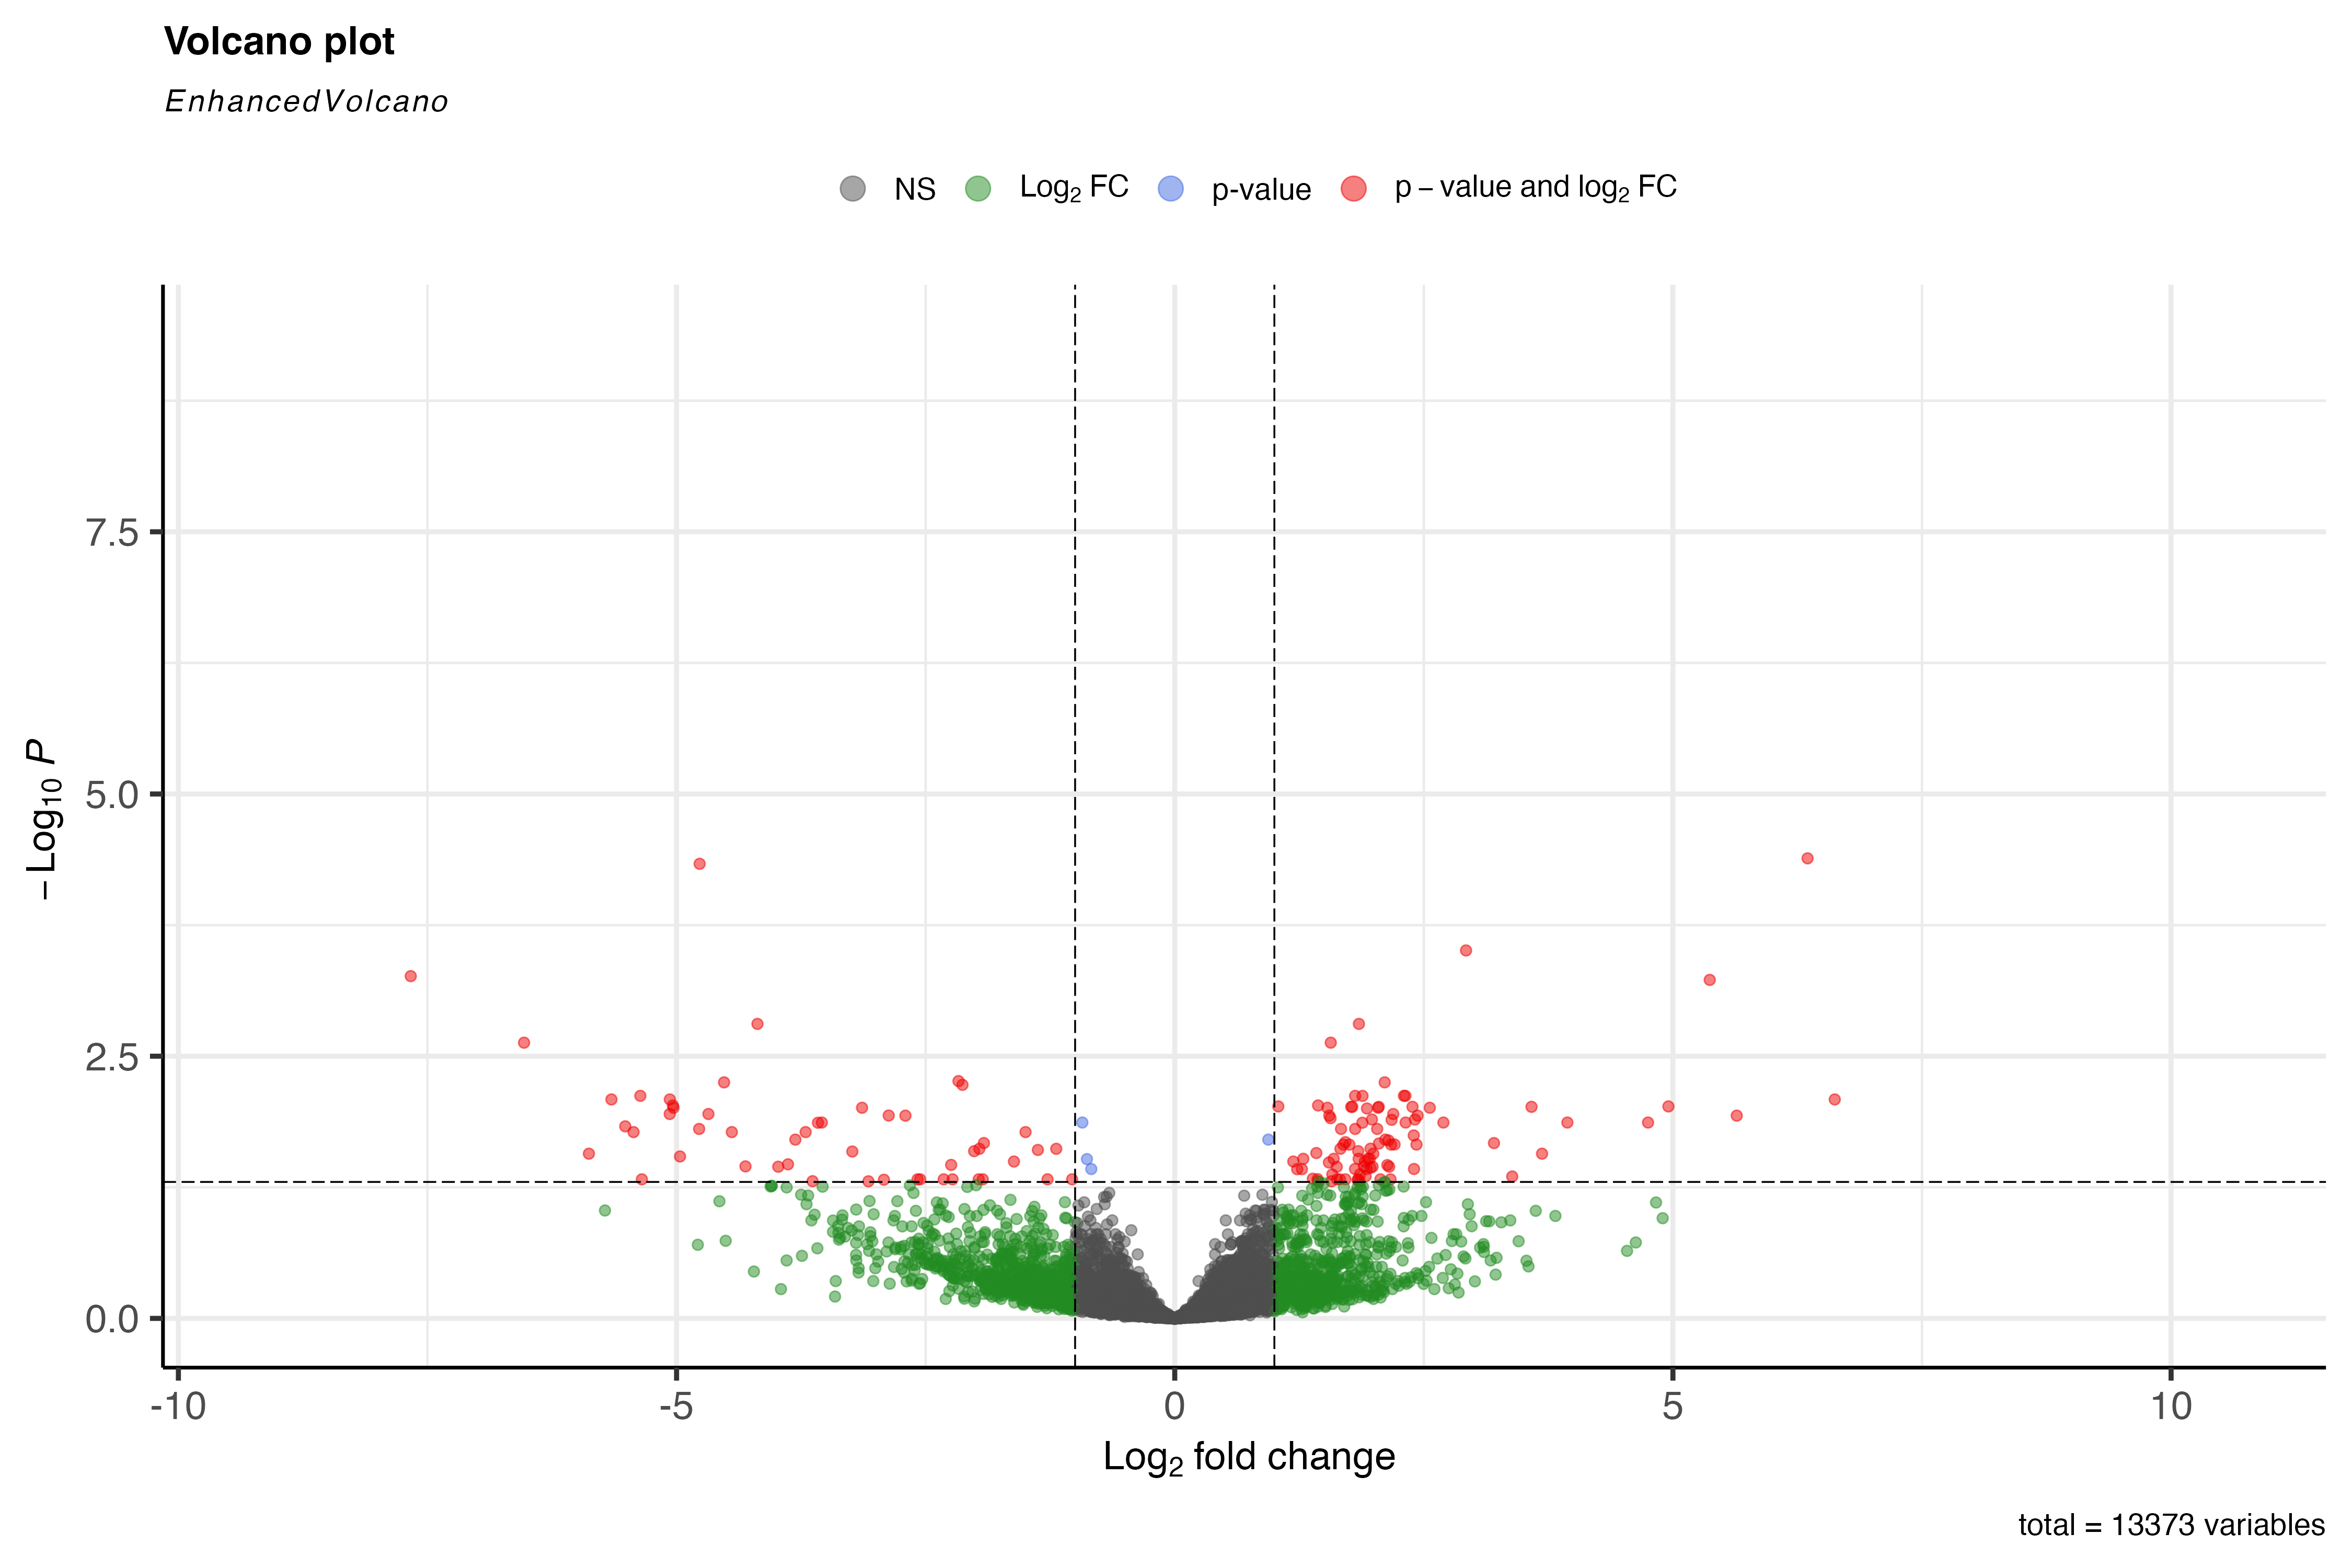 Volcano plot
EnhancedVolcano
NS Log₂ FC p-value p − value and log₂ FC
−Log₁₀ P
7.5
5.0
2.5
0.0
-10 -5 0 5 10
Log₂ fold change
total = 13373 variables